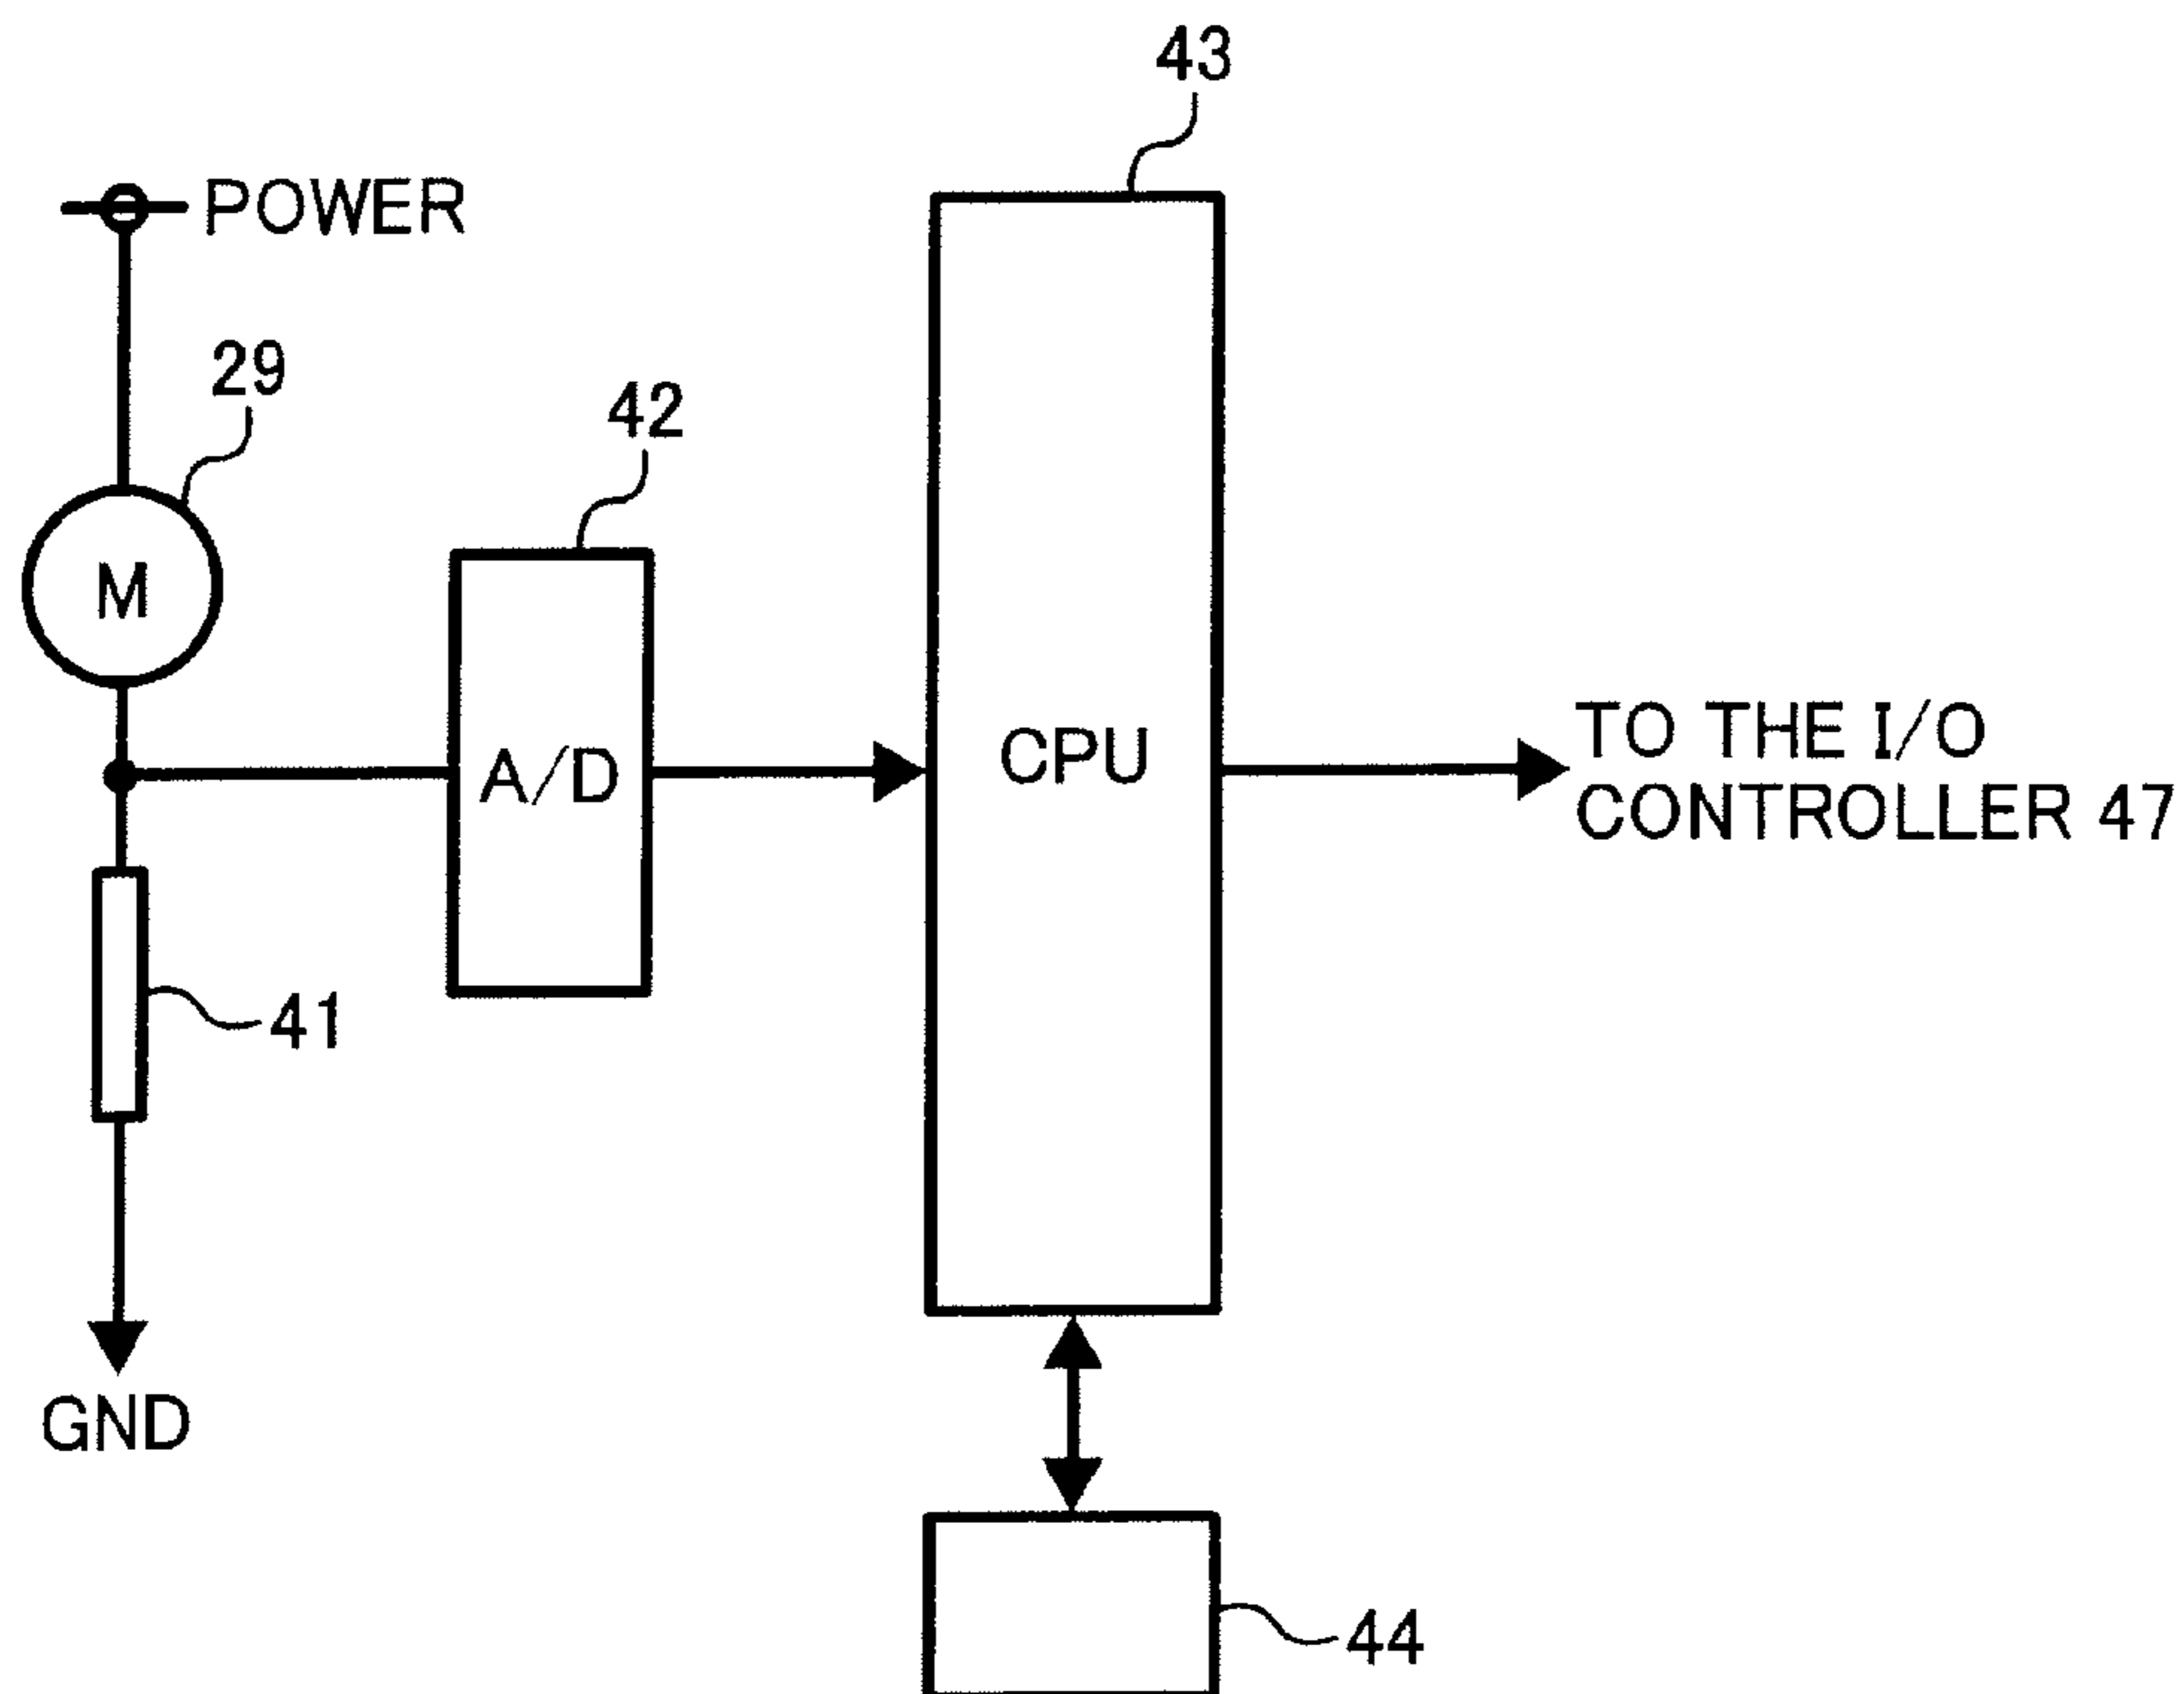 43
POWER
29
42
M
A/D
CPU
TO THE I/O
CONTROLLER 47
41
GND
44